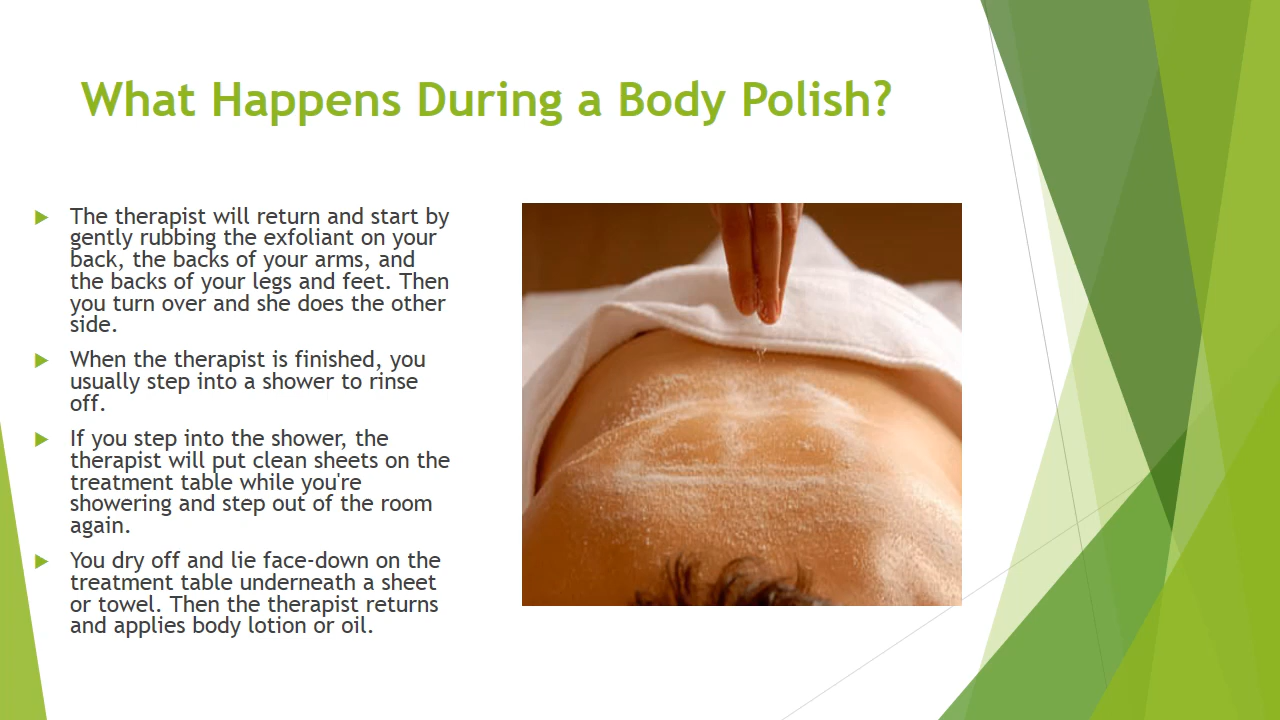 What Happens During a Body Polish?
The therapist will return and start by
gently rubbing the exfoliant on your
back, the backs of your arms, and
the backs of your legs and feet. Then
you turn over and she does the other
side.
When the therapist is finished, you
usually step into a shower to rinse
off.
If you step into the shower, the
therapist will put clean sheets on the
treatment table while you're
showering and step out of the room
again.
You dry off and lie face-down on the
treatment table underneath a sheet
or towel. Then the therapist returns
and applies body lotion or oil.